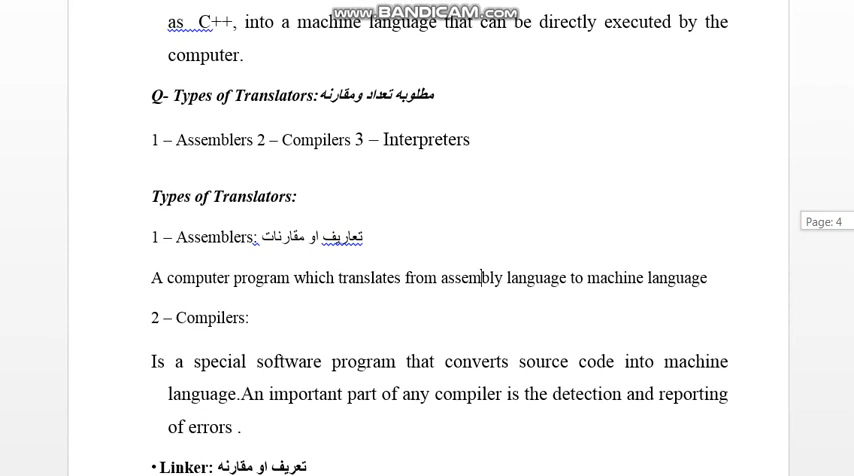 www.BANDICAM.com
as C++, into a machine language that can be directly executed by the
computer.
Q- Types of Translators: مطلوبه تعداد ومقارنه
1 – Assemblers 2 – Compilers 3 – Interpreters
Types of Translators:
1 – Assemblers: تعاريف او مقارنات
A computer program which translates from assembly language to machine language
2 – Compilers:
Is a special software program that converts source code into machine
language.An important part of any compiler is the detection and reporting
of errors .
• Linker: تعريف او مقارنه
Page: 4